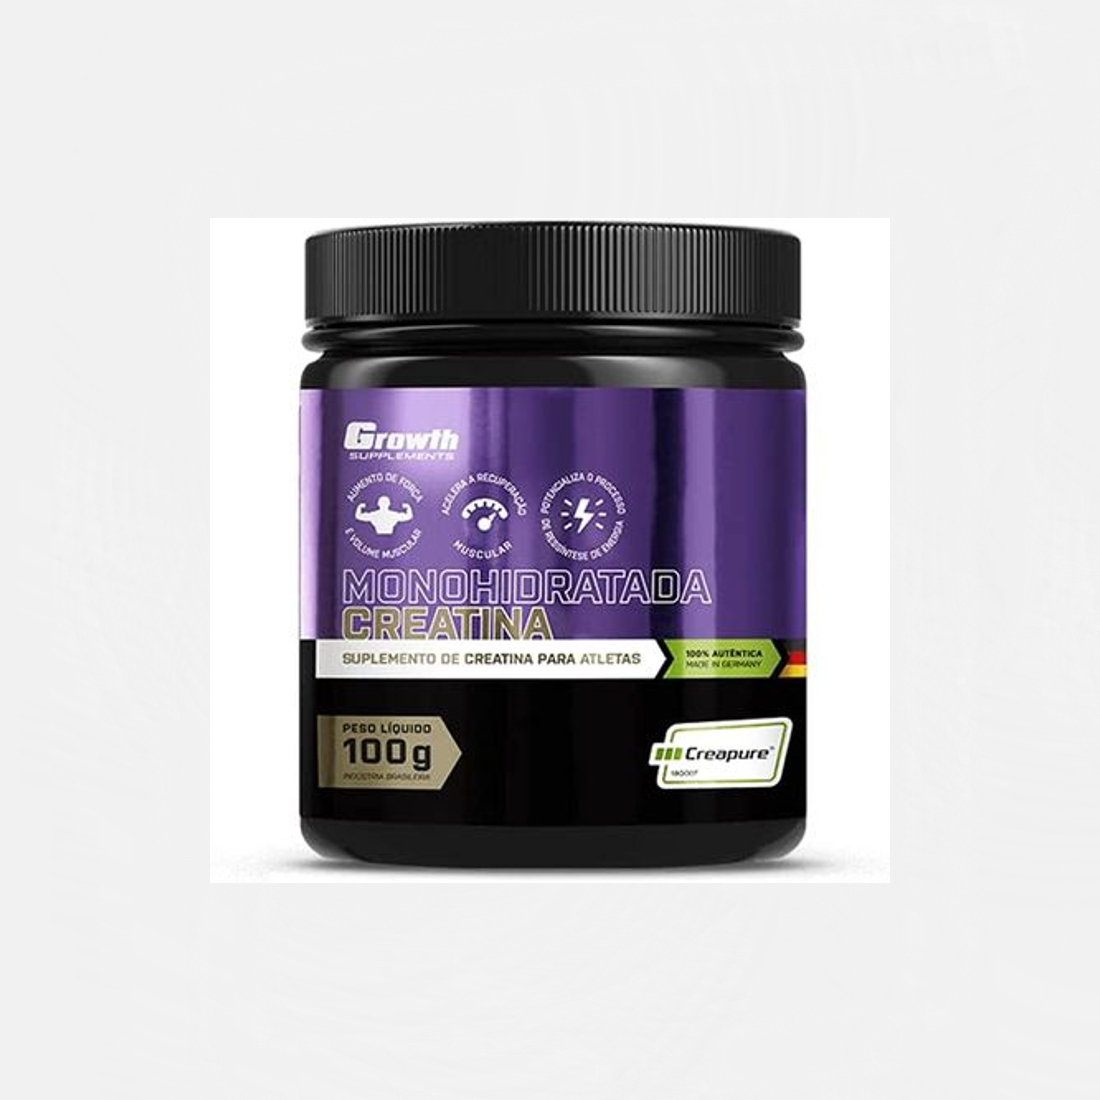 Growth
SUPPLEMENTS
AUMENTO DE FORÇA
E VOLUME MUSCULAR
ACELERA A RECUPERAÇÃO
MUSCULAR
POTENCIALIZA O PROCESSO
DE RESSÍNTESE DE ENERGIA
MONOHIDRATADA
CREATINA
SUPLEMENTO DE CREATINA PARA ATLETAS
100% AUTÊNTICA
MADE IN GERMANY
PESO LÍQUIDO
100g
INDÚSTRIA BRASILEIRA
Creapure